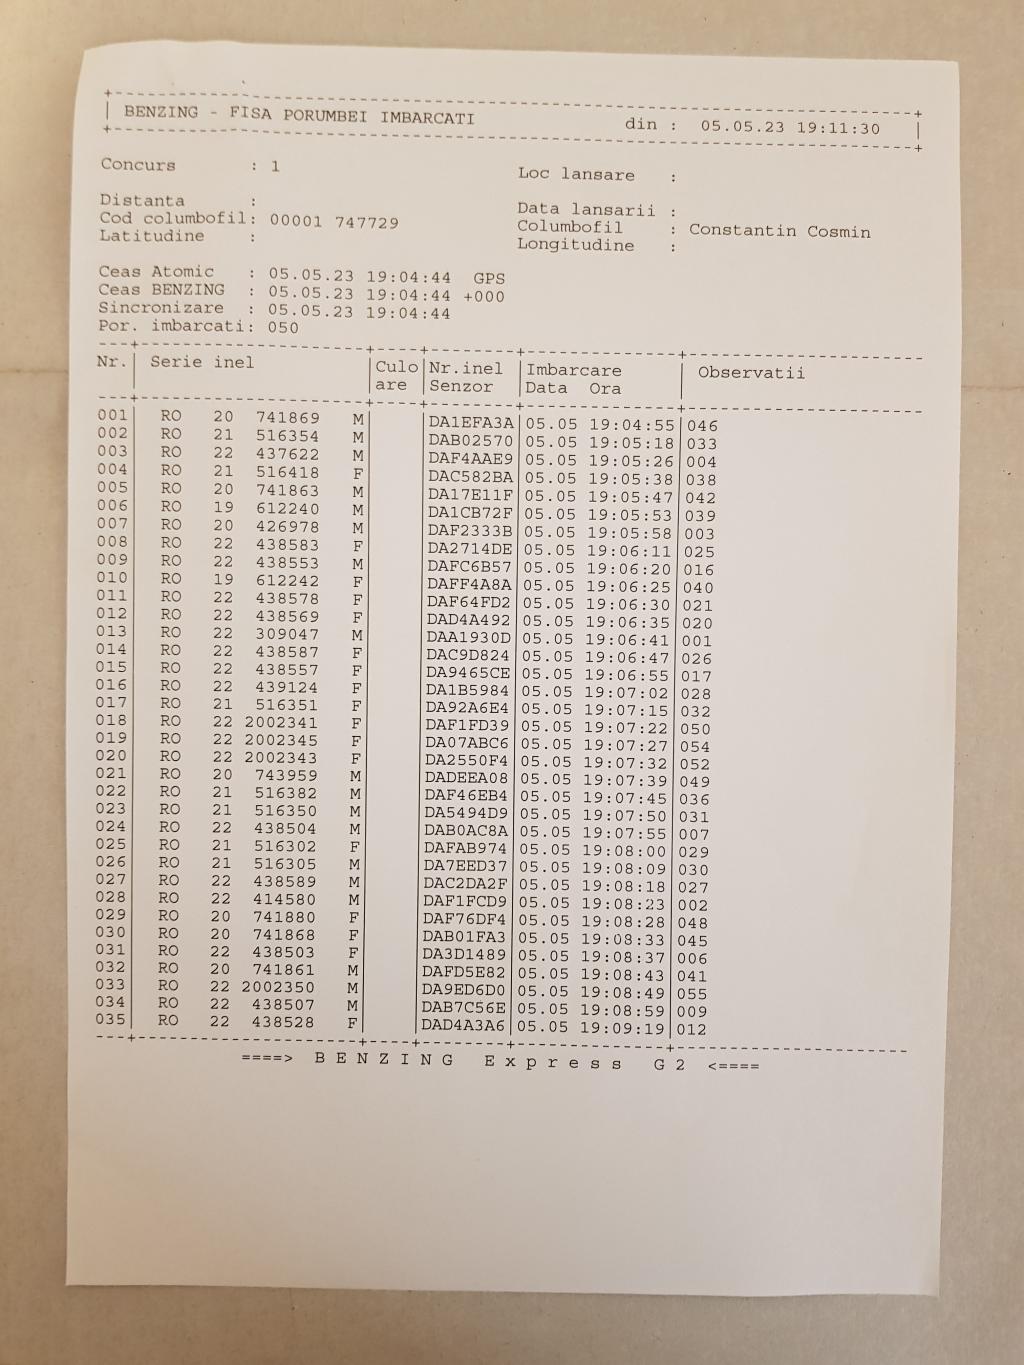 BENZING - FISA PORUMBEI IMBARCATI din : 05.05.23 19:11:30
Concurs : 1 Loc lansare :
Distanta : Data lansarii :
Cod columbofil: 00001 747729 Columbofil : Constantin Cosmin
Latitudine : Longitudine :
Ceas Atomic : 05.05.23 19:04:44 GPS
Ceas BENZING : 05.05.23 19:04:44 +000
Sincronizare : 05.05.23 19:04:44
Por. imbarcati: 050
Nr. Serie inel Culo Nr.inel Imbarcare Observatii
are Senzor Data Ora
001 RO 20 741869 M DA1EFA3A 05.05 19:04:55 046
002 RO 21 516354 M DAB02570 05.05 19:05:18 033
003 RO 22 437622 M DAF4AAE9 05.05 19:05:26 004
004 RO 21 516418 F DAC582BA 05.05 19:05:38 038
005 RO 20 741863 M DA17E11F 05.05 19:05:47 042
006 RO 19 612240 M DA1CB72F 05.05 19:05:53 039
007 RO 20 426978 M DAF2333B 05.05 19:05:58 003
008 RO 22 438583 F DA2714DE 05.05 19:06:11 025
009 RO 22 438553 M DAFC6B57 05.05 19:06:20 016
010 RO 19 612242 F DAFF4A8A 05.05 19:06:25 040
011 RO 22 438578 F DAF64FD2 05.05 19:06:30 021
012 RO 22 438569 F DAD4A492 05.05 19:06:35 020
013 RO 22 309047 M DAA1930D 05.05 19:06:41 001
014 RO 22 438587 F DAC9D824 05.05 19:06:47 026
015 RO 22 438557 F DA9465CE 05.05 19:06:55 017
016 RO 22 439124 F DA1B5984 05.05 19:07:02 028
017 RO 21 516351 F DA92A6E4 05.05 19:07:15 032
018 RO 22 2002341 F DAF1FD39 05.05 19:07:22 050
019 RO 22 2002345 F DA07ABC6 05.05 19:07:27 054
020 RO 22 2002343 F DA2550F4 05.05 19:07:32 052
021 RO 20 743959 M DADEEA08 05.05 19:07:39 049
022 RO 21 516382 M DAF46EB4 05.05 19:07:45 036
023 RO 21 516350 M DA5494D9 05.05 19:07:50 031
024 RO 22 438504 M DAB0AC8A 05.05 19:07:55 007
025 RO 21 516302 F DAFAB974 05.05 19:08:00 029
026 RO 21 516305 M DA7EED37 05.05 19:08:09 030
027 RO 22 438589 M DAC2DA2F 05.05 19:08:18 027
028 RO 22 414580 M DAF1FCD9 05.05 19:08:23 002
029 RO 20 741880 F DAF76DF4 05.05 19:08:28 048
030 RO 20 741868 F DAB01FA3 05.05 19:08:33 045
031 RO 22 438503 F DA3D1489 05.05 19:08:37 006
032 RO 20 741861 M DAFD5E82 05.05 19:08:43 041
033 RO 22 2002350 M DA9ED6D0 05.05 19:08:49 055
034 RO 22 438507 M DAB7C56E 05.05 19:08:59 009
035 RO 22 438528 F DAD4A3A6 05.05 19:09:19 012
====> B E N Z I N G E x p r e s s G 2 <====